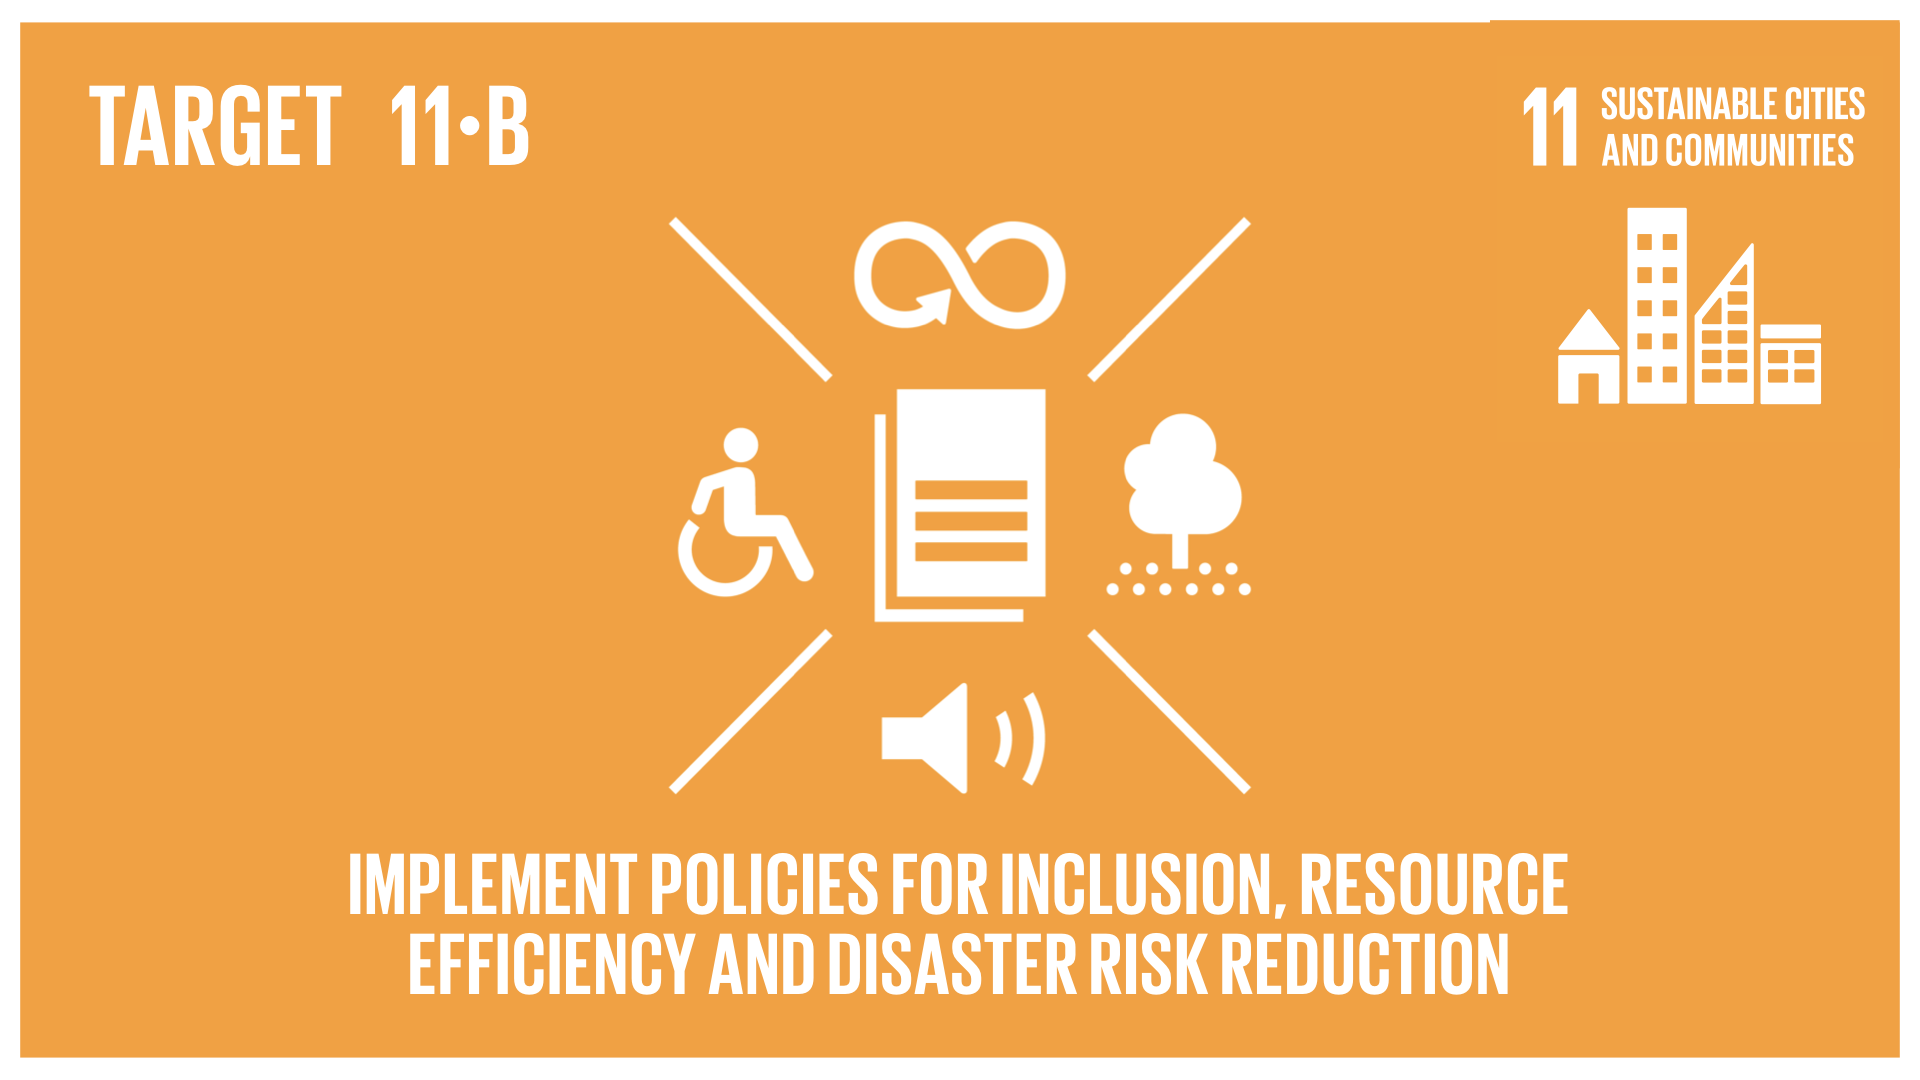 TARGET 11•B
11 SUSTAINABLE CITIES
AND COMMUNITIES
IMPLEMENT POLICIES FOR INCLUSION, RESOURCE
EFFICIENCY AND DISASTER RISK REDUCTION